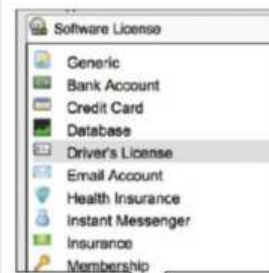 Software License
Generic
Bank Account
Credit Card
Database
Driver's License
Email Account
Health Insurance
Instant Messenger
Insurance
Membership